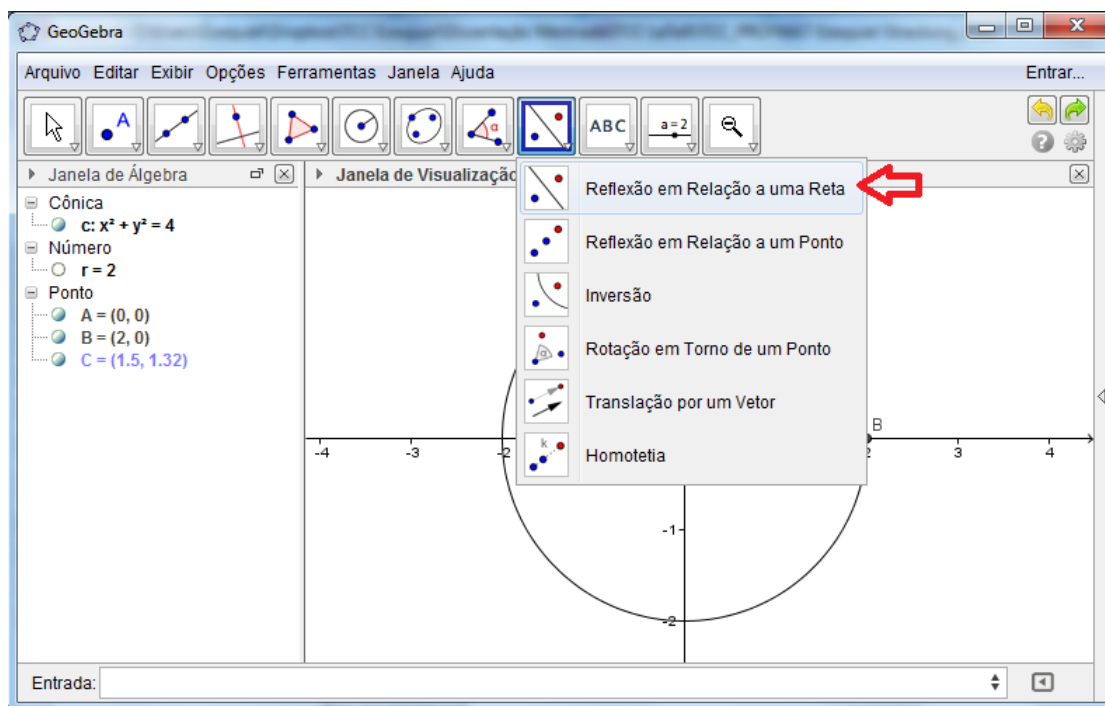 GeoGebra
Arquivo Editar Exibir Opções Ferramentas Janela Ajuda
Entrar...
A
α
ABC
a=2
Janela de Álgebra
Janela de Visualização
Cônica
c: x² + y² = 4
Número
r = 2
Ponto
A = (0, 0)
B = (2, 0)
C = (1.5, 1.32)
Reflexão em Relação a uma Reta
Reflexão em Relação a um Ponto
Inversão
α
Rotação em Torno de um Ponto
Translação por um Vetor
k
Homotetia
B
-4 -3 -2 2 3 4
-1
-2
Entrada: